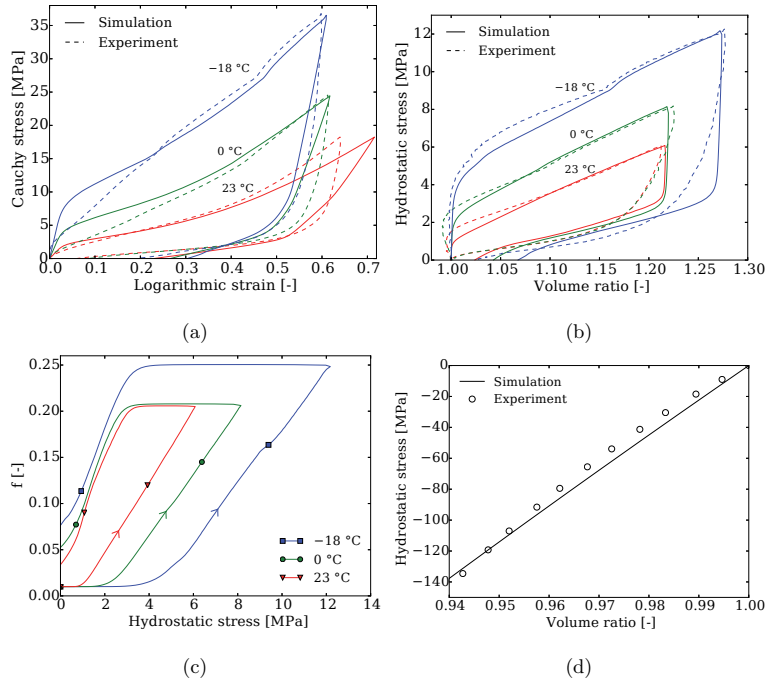 35
30
25
20
15
10
5
0
0.0 0.1 0.2 0.3 0.4 0.5 0.6 0.7
Cauchy stress [MPa]
Logarithmic strain [-]
Simulation
Experiment
−18 °C
0 °C
23 °C
(a)
12
10
8
6
4
2
0
1.00 1.05 1.10 1.15 1.20 1.25 1.30
Hydrostatic stress [MPa]
Volume ratio [-]
Simulation
Experiment
−18 °C
0 °C
23 °C
(b)
0.25
0.20
0.15
0.10
0.05
0.00
0 2 4 6 8 10 12 14
f [-]
Hydrostatic stress [MPa]
−18 °C
0 °C
23 °C
(c)
0
−20
−40
−60
−80
−100
−120
−140
0.94 0.95 0.96 0.97 0.98 0.99 1.00
Hydrostatic stress [MPa]
Volume ratio [-]
Simulation
Experiment
(d)